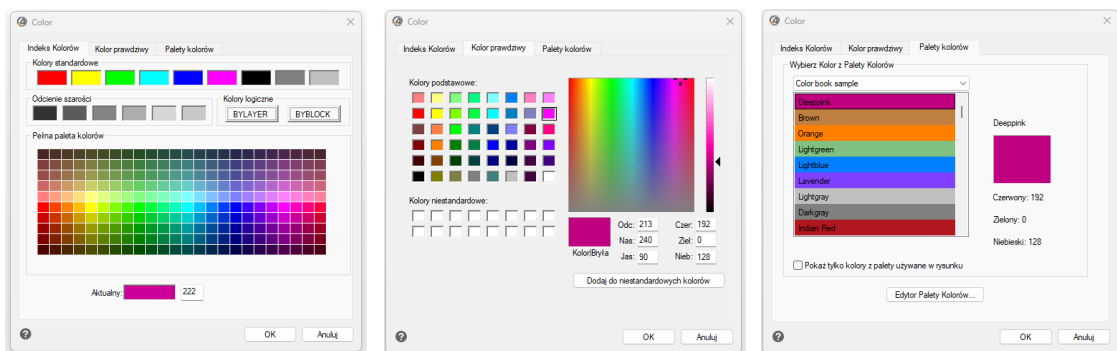 Color
Indeks Kolorów Kolor prawdziwy Palety kolorów
Kolory standardowe
Odcienie szarości Kolory logiczne
BYLAYER BYBLOCK
Pełna paleta kolorów
Aktualny: 222
OK Anuluj
Color
Indeks Kolorów Kolor prawdziwy Palety kolorów
Kolory podstawowe:
Kolory niestandardowe:
Odc: 213 Czer: 192
Nas: 240 Ziel: 0
Kolor|Bryła Jas: 90 Nieb: 128
Dodaj do niestandardowych kolorów
OK Anuluj
Color
Indeks Kolorów Kolor prawdziwy Palety kolorów
Wybierz Kolor z Palety Kolorów
Color book sample
Deeppink
Brown
Orange
Lightgreen
Lightblue
Lavender
Lightgray
Darkgray
Indian Red
Deeppink
Czerwony: 192
Zielony: 0
Niebieski: 128
Pokaż tylko kolory z palety używane w rysunku
Edytor Palety Kolorów...
OK Anuluj